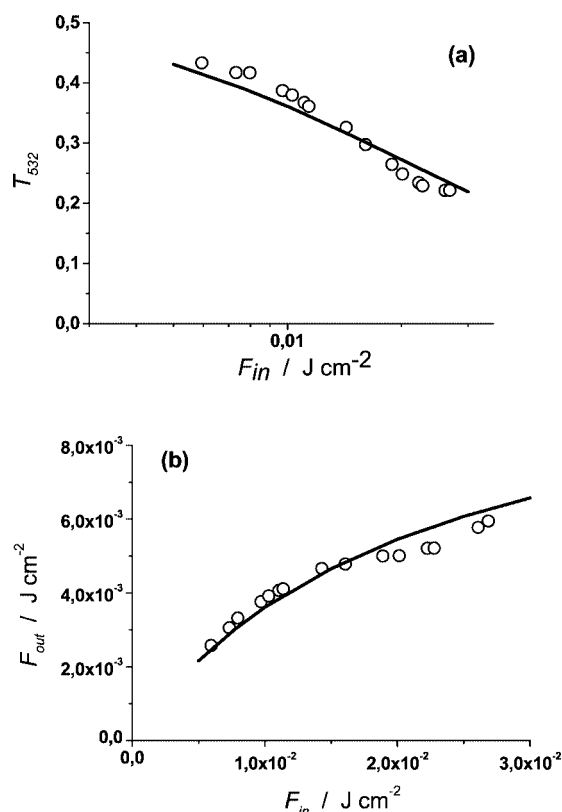 0,5
(a)
0,4
0,3
T532
0,2
0,1
0,0
0,01
Fin / J cm-2
8,0x10-3
(b)
6,0x10-3
4,0x10-3
Fout / J cm-2
2,0x10-3
0,0
0,0 1,0x10-2 2,0x10-2 3,0x10-2
Fin / J cm-2